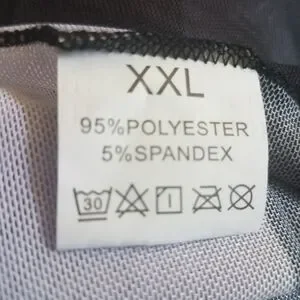 XXL
95%POLYESTER
5%SPANDEX
30